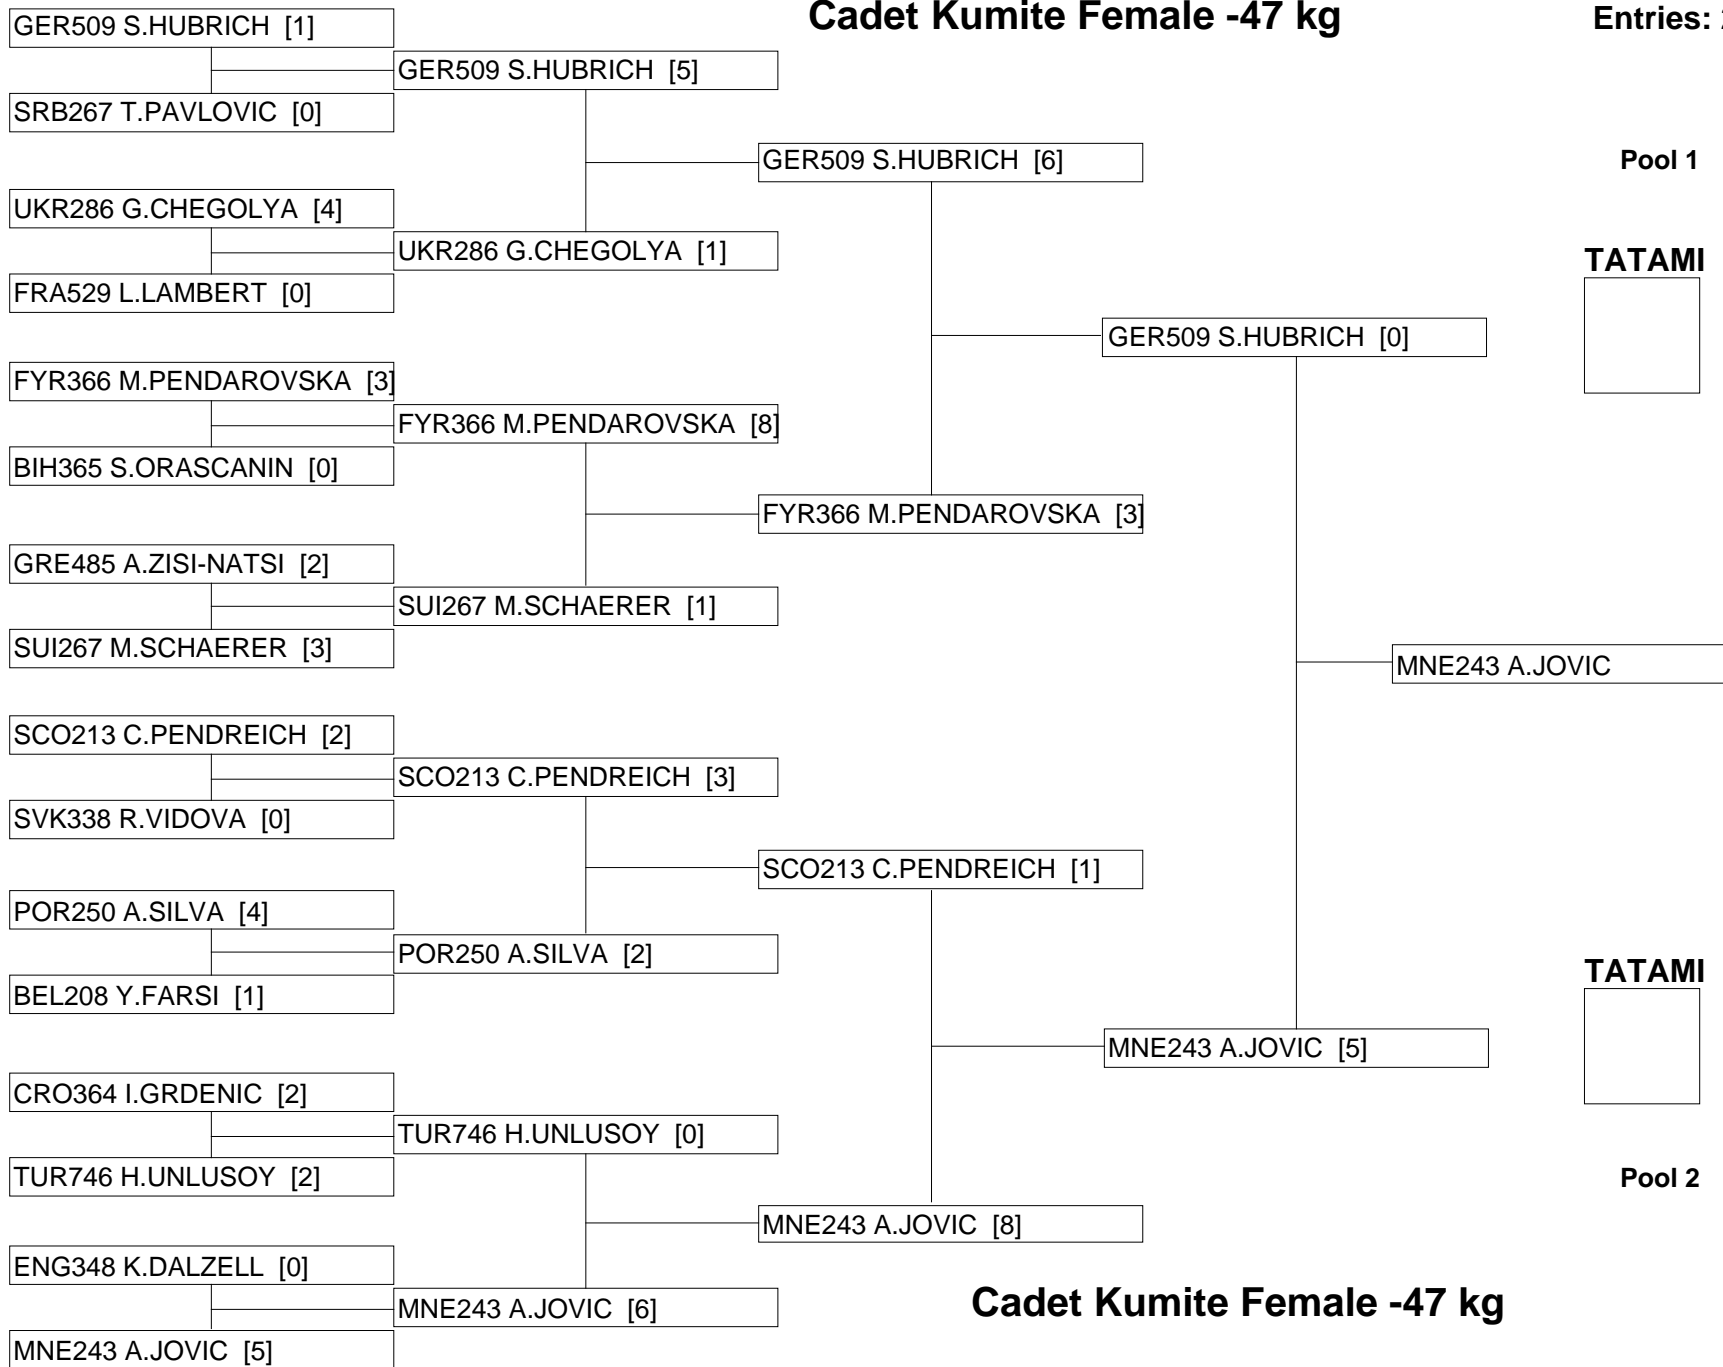 Cadet Kumite Female -47 kg
Entries:
GER509 S.HUBRICH [1]
GER509 S.HUBRICH [5]
SRB267 T.PAVLOVIC [0]
GER509 S.HUBRICH [6]
Pool 1
UKR286 G.CHEGOLYA [4]
UKR286 G.CHEGOLYA [1]
FRA529 L.LAMBERT [0]
TATAMI
GER509 S.HUBRICH [0]
FYR366 M.PENDAROVSKA [3]
FYR366 M.PENDAROVSKA [8]
BIH365 S.ORASCANIN [0]
FYR366 M.PENDAROVSKA [3]
GRE485 A.ZISI-NATSI [2]
SUI267 M.SCHAERER [1]
SUI267 M.SCHAERER [3]
MNE243 A.JOVIC
SCO213 C.PENDREICH [2]
SCO213 C.PENDREICH [3]
SVK338 R.VIDOVA [0]
SCO213 C.PENDREICH [1]
POR250 A.SILVA [4]
POR250 A.SILVA [2]
BEL208 Y.FARSI [1]
TATAMI
MNE243 A.JOVIC [5]
CRO364 I.GRDENIC [2]
TUR746 H.UNLUSOY [0]
TUR746 H.UNLUSOY [2]
Pool 2
MNE243 A.JOVIC [8]
ENG348 K.DALZELL [0]
MNE243 A.JOVIC [6]
MNE243 A.JOVIC [5]
Cadet Kumite Female -47 kg